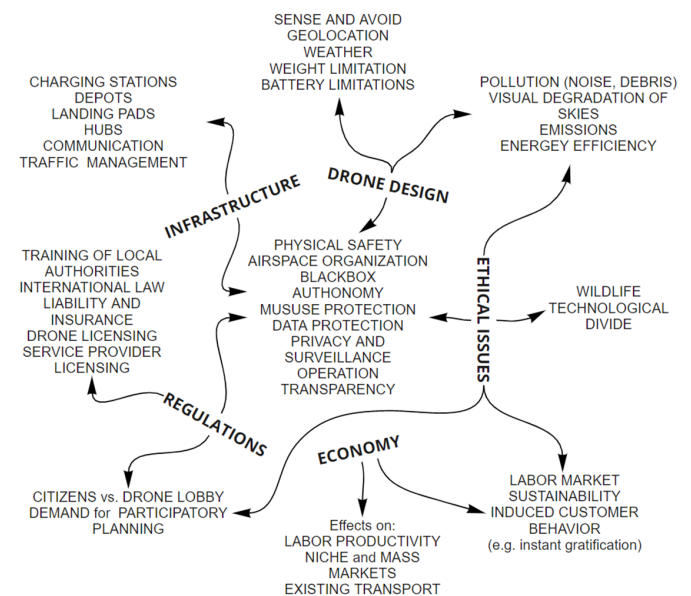 SENSE AND AVOID
GEOLOCATION
WEATHER
WEIGHT LIMITATION
BATTERY LIMITATIONS
CHARGING STATIONS
DEPOTS
LANDING PADS
HUBS
COMMUNICATION
TRAFFIC MANAGEMENT
POLLUTION (NOISE, DEBRIS)
VISUAL DEGRADATION OF
SKIES
EMISSIONS
ENERGEY EFFICIENCY
DRONE DESIGN
INFRASTRUCTURE
PHYSICAL SAFETY
AIRSPACE ORGANIZATION
BLACKBOX
AUTHONOMY
MUSUSE PROTECTION
DATA PROTECTION
PRIVACY AND
SURVEILLANCE
OPERATION
TRANSPARENCY
TRAINING OF LOCAL
AUTHORITIES
INTERNATIONAL LAW
LIABILITY AND
INSURANCE
DRONE LICENSING
SERVICE PROVIDER
LICENSING
ETHICAL ISSUES
WILDLIFE
TECHNOLOGICAL
DIVIDE
REGULATIONS
ECONOMY
CITIZENS vs. DRONE LOBBY
DEMAND for PARTICIPATORY
PLANNING
Effects on:
LABOR PRODUCTIVITY
NICHE and MASS
MARKETS
EXISTING TRANSPORT
LABOR MARKET
SUSTAINABILITY
INDUCED CUSTOMER
BEHAVIOR
(e.g. instant gratification)